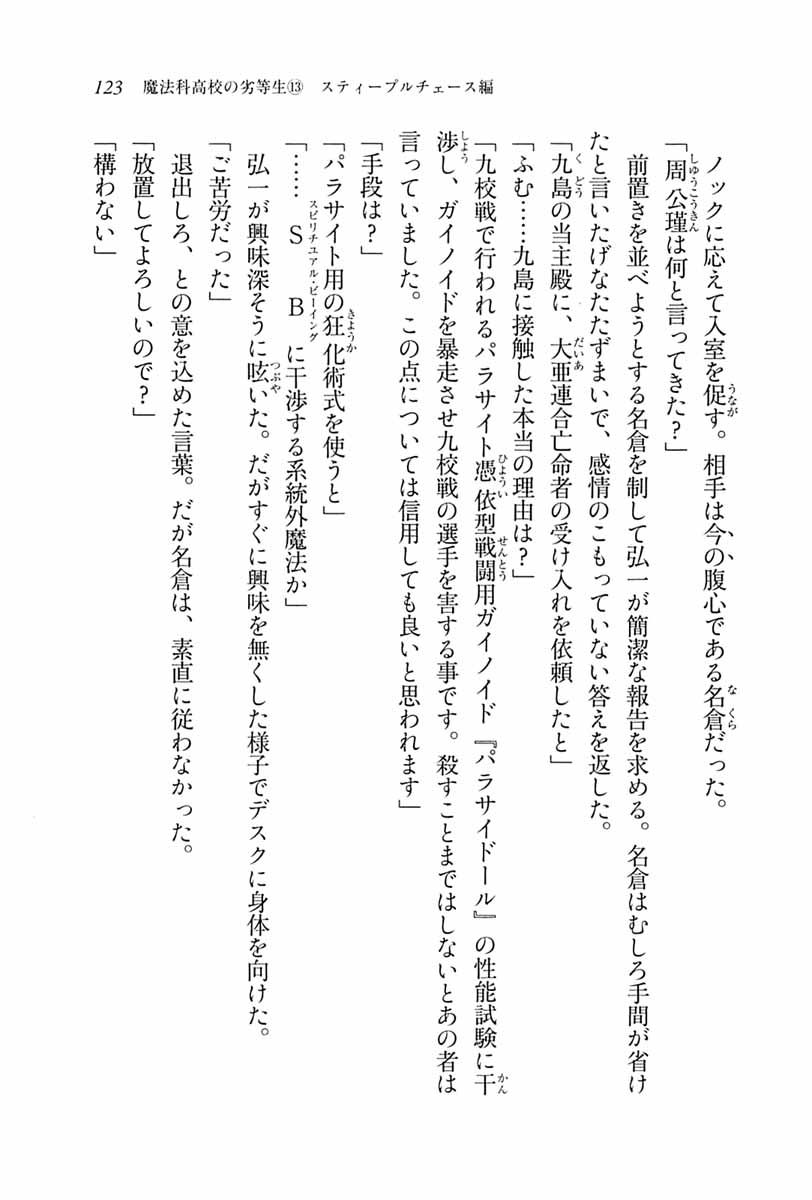 123　魔法科高校の劣等生⑬　スティープルチェース編
　ノックに応えて入室を促す。相手は今の腹心である名倉だった。
「周公瑾は何と言ってきた？」
　前置きを並べようとする名倉を制して弘一が簡潔な報告を求める。名倉はむしろ手間が省け
たと言いたげなたたずまいで、感情のこもっていない答えを返した。
「九島の当主殿に、大亜連合亡命者の受け入れを依頼したと」
「ふむ……九島に接触した本当の理由は？」
「九校戦で行われるパラサイト憑依型戦闘用ガイノイド『パラサイドール』の性能試験に干
渉し、ガイノイドを暴走させ九校戦の選手を害する事です。殺すことまではしないとあの者は
言っていました。この点については信用しても良いと思われます」
「手段は？」
「パラサイト用の狂化術式を使うと」
「……ＳＢに干渉する系統外魔法か」
　弘一が興味深そうに呟いた。だがすぐに興味を無くした様子でデスクに身体を向けた。
「ご苦労だった」
　退出しろ、との意を込めた言葉。だが名倉は、素直に従わなかった。
「放置してよろしいので？」
「構わない」